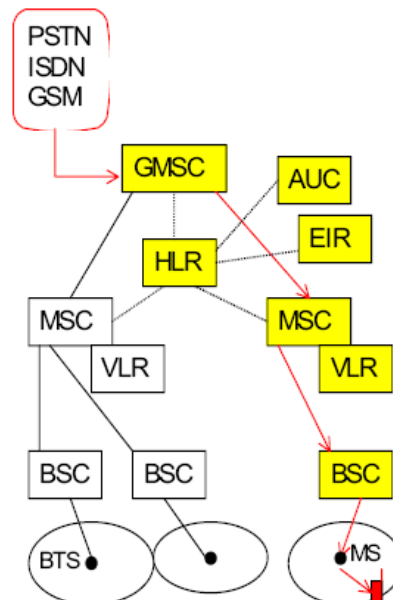 PSTN
ISDN
GSM
GMSC
AUC
EIR
HLR
MSC
MSC
VLR
VLR
BSC
BSC
BSC
BTS
MS